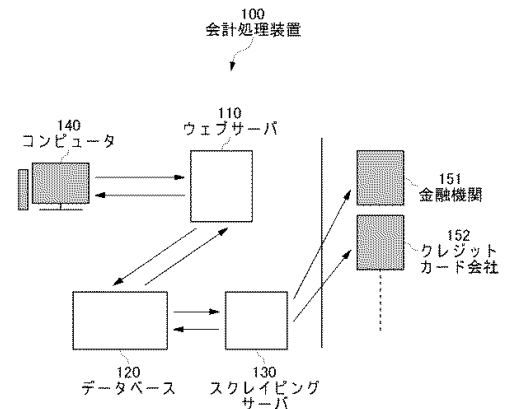 100
会計処理装置
140
コンピュータ
110
ウェブサーバ
151
金融機関
152
クレジット
カード会社
120
データベース
130
スクレイピング
サーバ